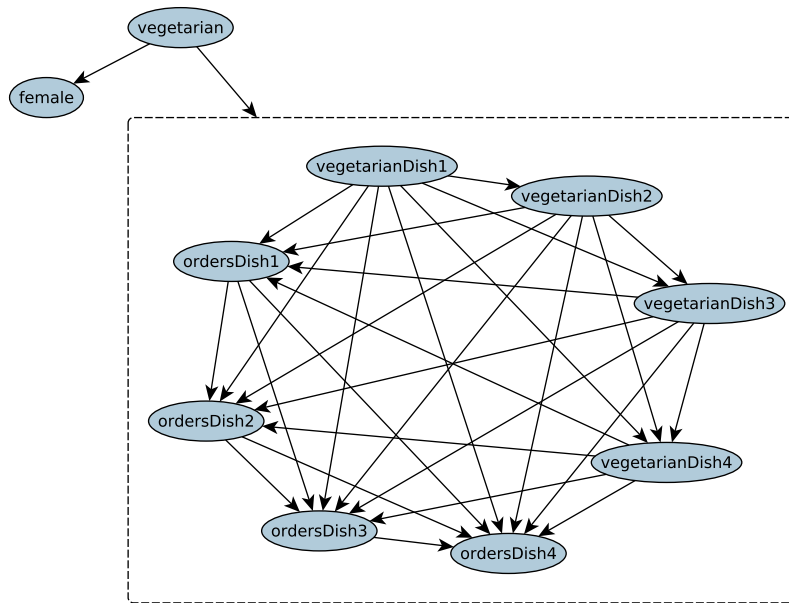 vegetarian
female
vegetarianDish1
vegetarianDish2
ordersDish1
vegetarianDish3
ordersDish2
vegetarianDish4
ordersDish3
ordersDish4